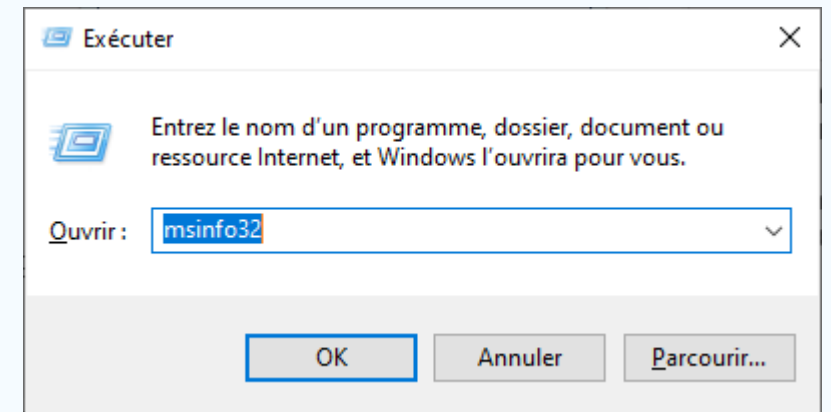 Exécuter
Entrez le nom d'un programme, dossier, document ou
ressource Internet, et Windows l'ouvrira pour vous.
Ouvrir : msinfo32
OK Annuler Parcourir...